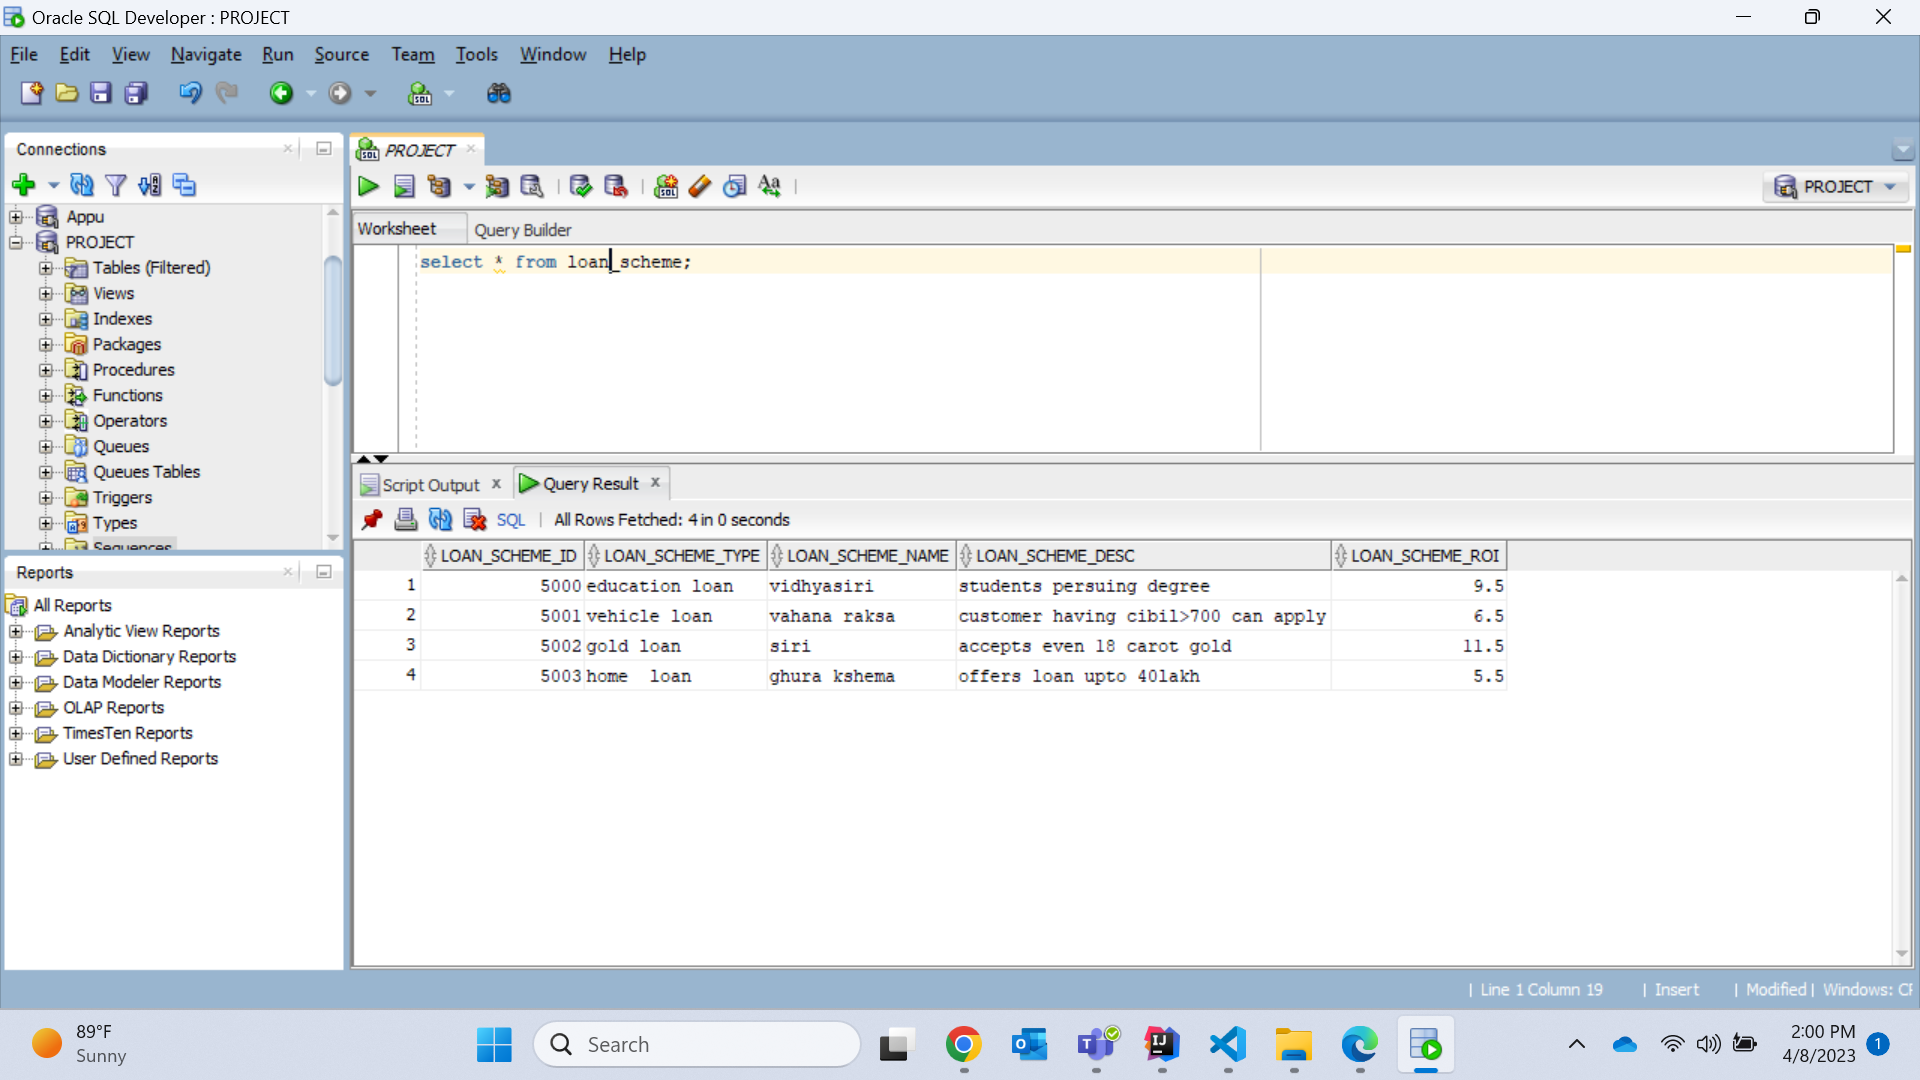 Oracle SQL Developer : PROJECT
File Edit View Navigate Run Source Team Tools Window Help
SQL
Connections
Appu
PROJECT
Tables (Filtered)
Views
Indexes
Packages
Procedures
Functions
Operators
Queues
Queues Tables
Triggers
Types
Sequences
Reports
All Reports
Analytic View Reports
Data Dictionary Reports
Data Modeler Reports
OLAP Reports
TimesTen Reports
User Defined Reports
PROJECT
PROJECT
Worksheet Query Builder
select * from loan_scheme;
Script Output Query Result
SQL | All Rows Fetched: 4 in 0 seconds
LOAN_SCHEME_ID LOAN_SCHEME_TYPE LOAN_SCHEME_NAME LOAN_SCHEME_DESC LOAN_SCHEME_ROI
1 5000 education loan vidhyasiri students persuing degree 9.5
2 5001 vehicle loan vahana raksa customer having cibil>700 can apply 6.5
3 5002 gold loan siri accepts even 18 carot gold 11.5
4 5003 home  loan ghura kshema offers loan upto 40lakh 5.5
| Line 1 Column 19 | Insert | Modified | Windows: CR
89°F
Sunny
Search
2:00 PM
4/8/2023
1